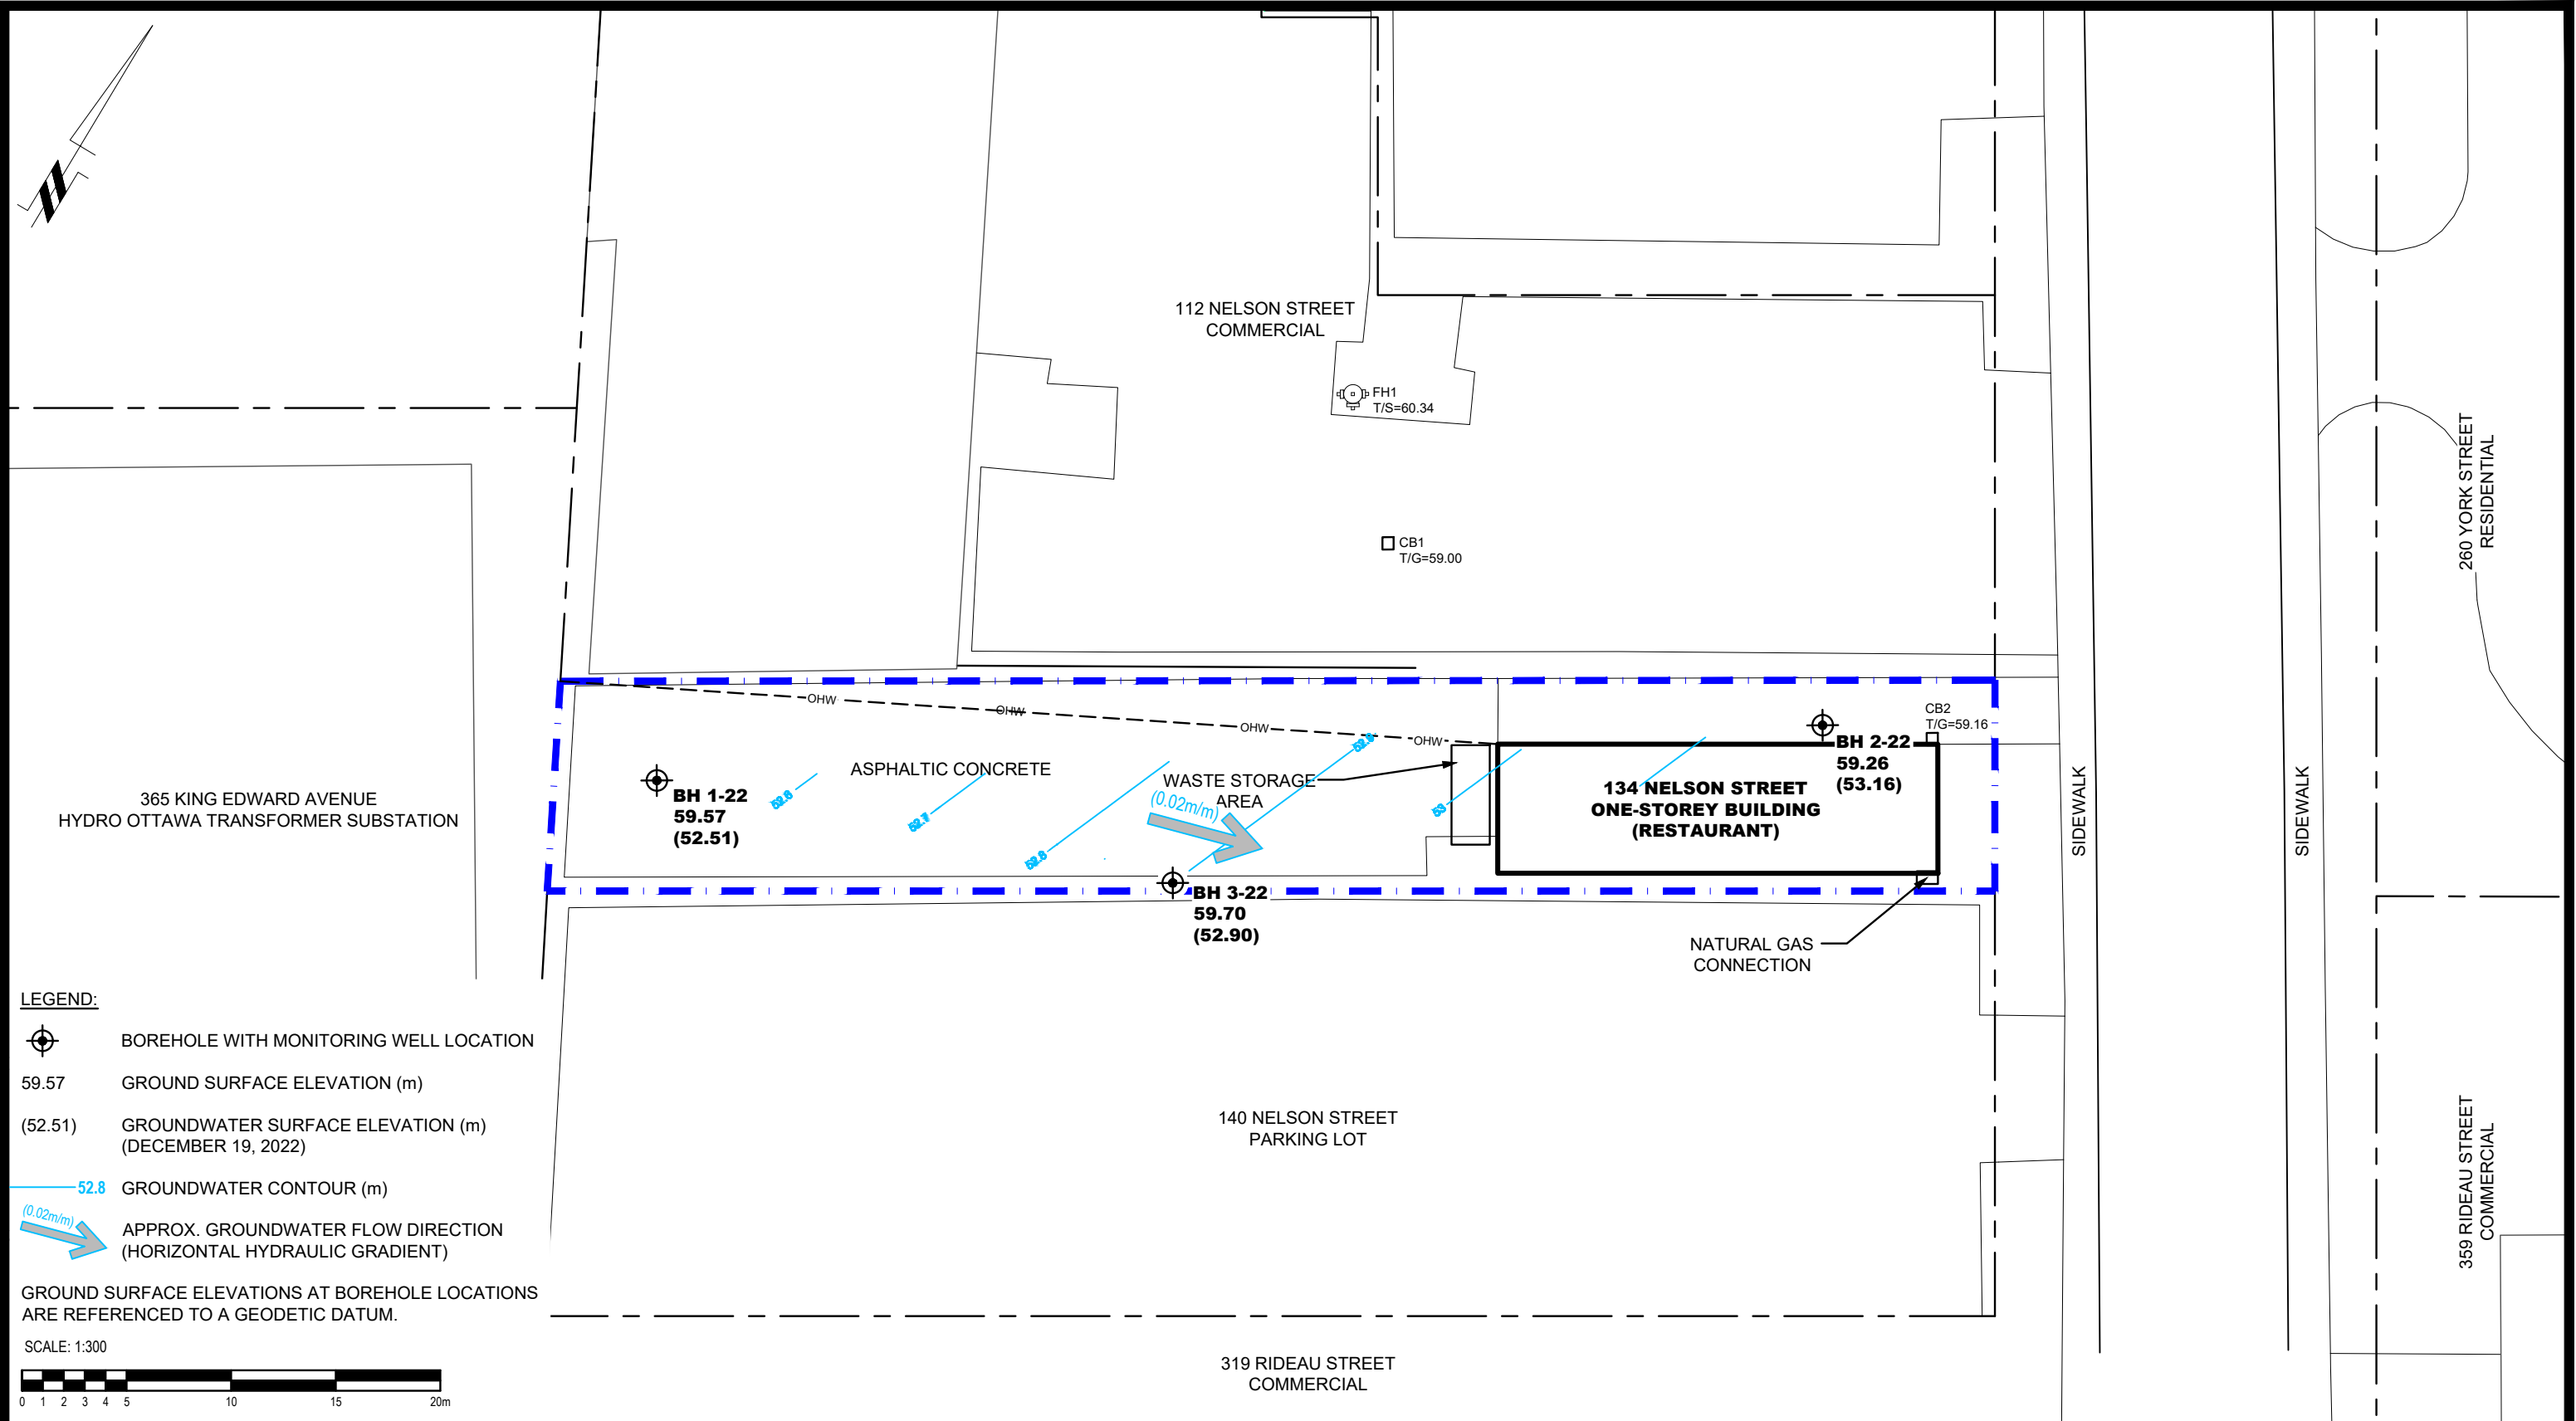 112 NELSON STREET
COMMERCIAL
FH1
T/S=60.34
CB1
T/G=59.00
260 YORK STREET
RESIDENTIAL
OHW
OHW
OHW
OHW
CB2
T/G=59.16
BH 2-22
59.26
(53.16)
ASPHALTIC CONCRETE
WASTE STORAGE
AREA
134 NELSON STREET
ONE-STOREY BUILDING
(RESTAURANT)
365 KING EDWARD AVENUE
HYDRO OTTAWA TRANSFORMER SUBSTATION
BH 1-22
59.57
(52.51)
52.7
52.8
52.9
53
(0.02m/m)
BH 3-22
59.70
(52.90)
SIDEWALK
SIDEWALK
NATURAL GAS
CONNECTION
140 NELSON STREET
PARKING LOT
359 RIDEAU STREET
COMMERCIAL
319 RIDEAU STREET
COMMERCIAL
LEGEND:
BOREHOLE WITH MONITORING WELL LOCATION
59.57 GROUND SURFACE ELEVATION (m)
(52.51) GROUNDWATER SURFACE ELEVATION (m)
(DECEMBER 19, 2022)
52.8 GROUNDWATER CONTOUR (m)
(0.02m/m)
APPROX. GROUNDWATER FLOW DIRECTION
(HORIZONTAL HYDRAULIC GRADIENT)
GROUND SURFACE ELEVATIONS AT BOREHOLE LOCATIONS
ARE REFERENCED TO A GEODETIC DATUM.
SCALE: 1:300
0 1 2 3 4 5 10 15 20m